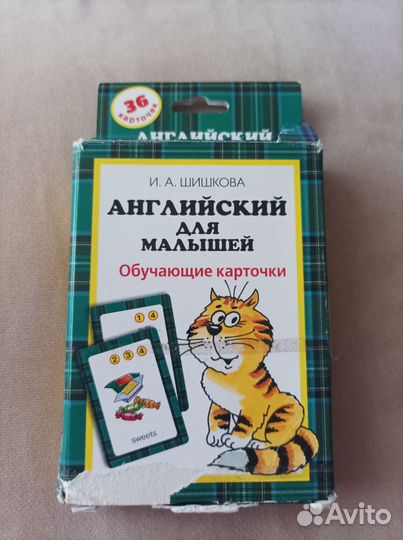 36
карточек
АНГЛИЙСКИЙ
И. А. ШИШКОВА
АНГЛИЙСКИЙ
ДЛЯ
МАЛЫШЕЙ
Обучающие карточки
1 4
2 3 4
sweets
Avito